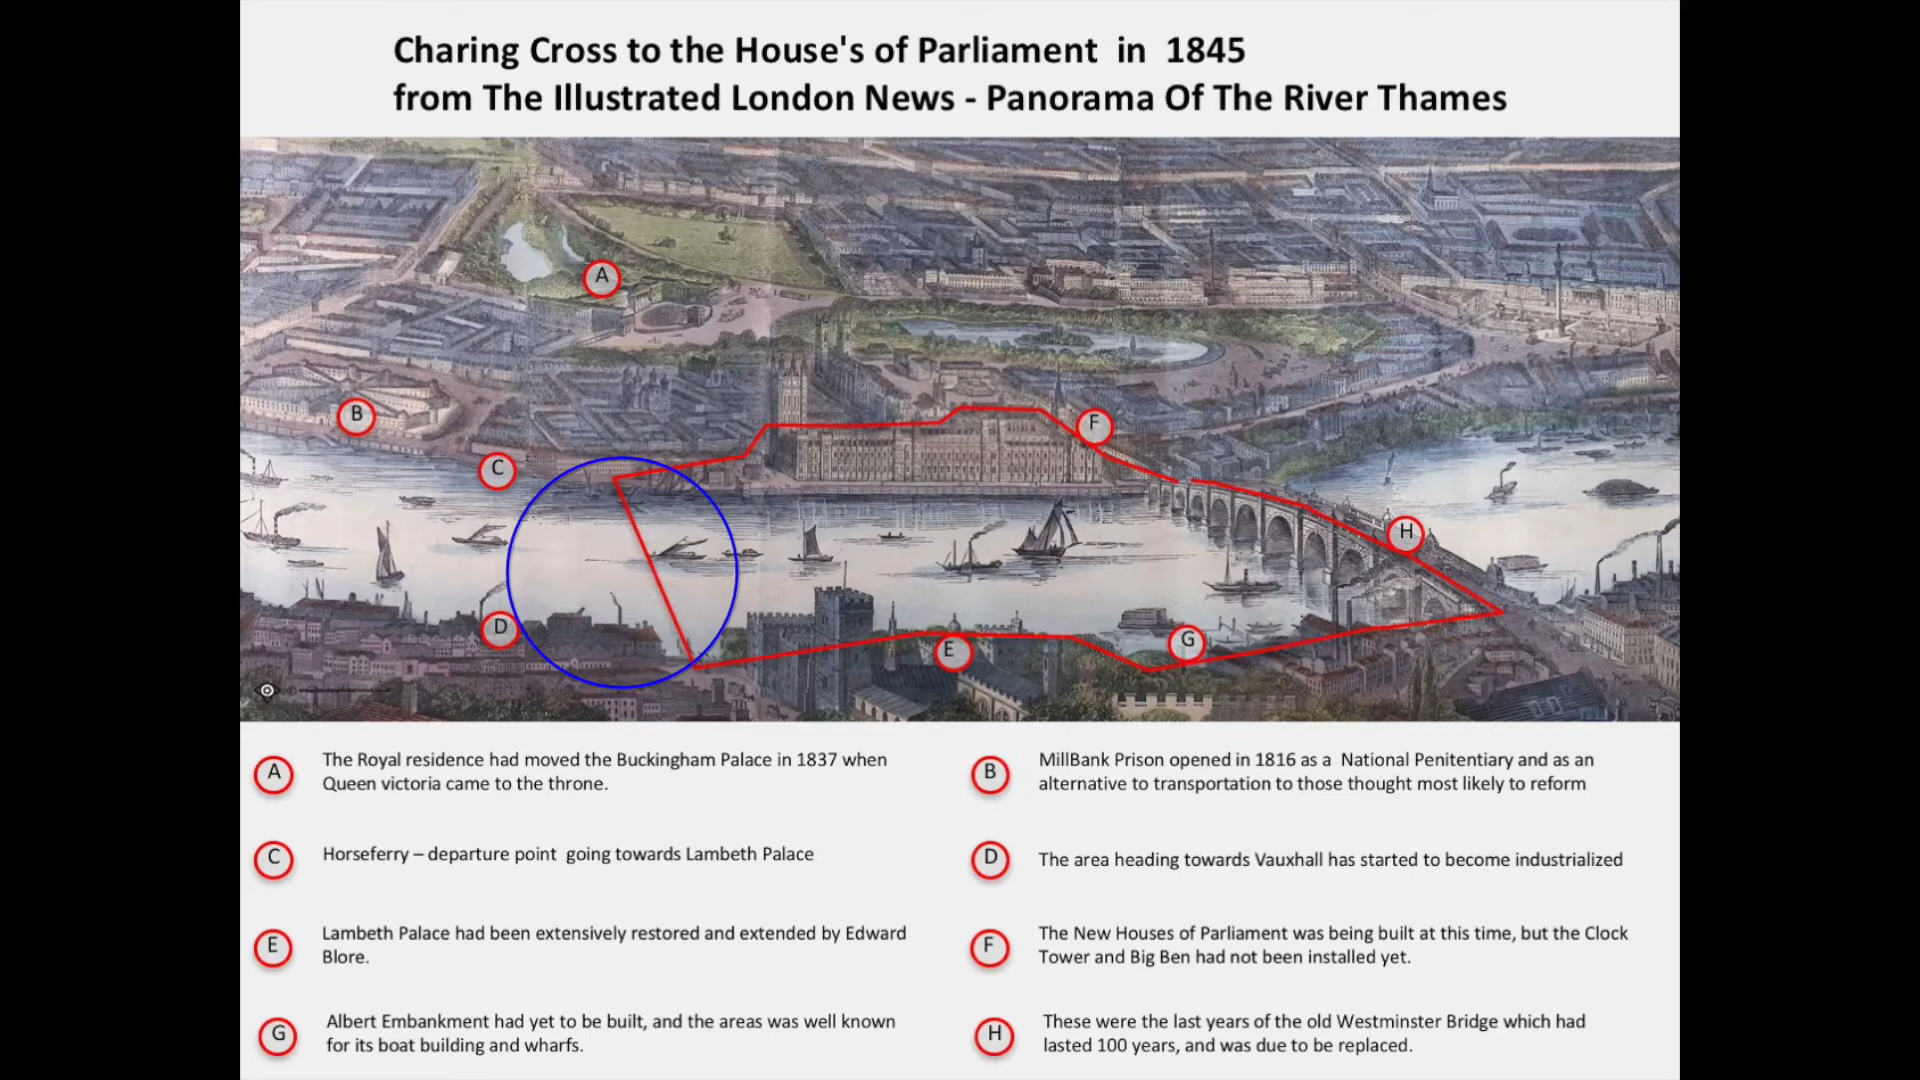 Charing Cross to the House's of Parliament in 1845
from The Illustrated London News - Panorama Of The River Thames
A
B
C
F
H
D
E
G
A
The Royal residence had moved the Buckingham Palace in 1837 when
Queen victoria came to the throne.
B
MillBank Prison opened in 1816 as a National Penitentiary and as an
alternative to transportation to those thought most likely to reform
C
Horseferry – departure point going towards Lambeth Palace
D
The area heading towards Vauxhall has started to become industrialized
E
Lambeth Palace had been extensively restored and extended by Edward
Blore.
F
The New Houses of Parliament was being built at this time, but the Clock
Tower and Big Ben had not been installed yet.
G
Albert Embankment had yet to be built, and the areas was well known
for its boat building and wharfs.
H
These were the last years of the old Westminster Bridge which had
lasted 100 years, and was due to be replaced.